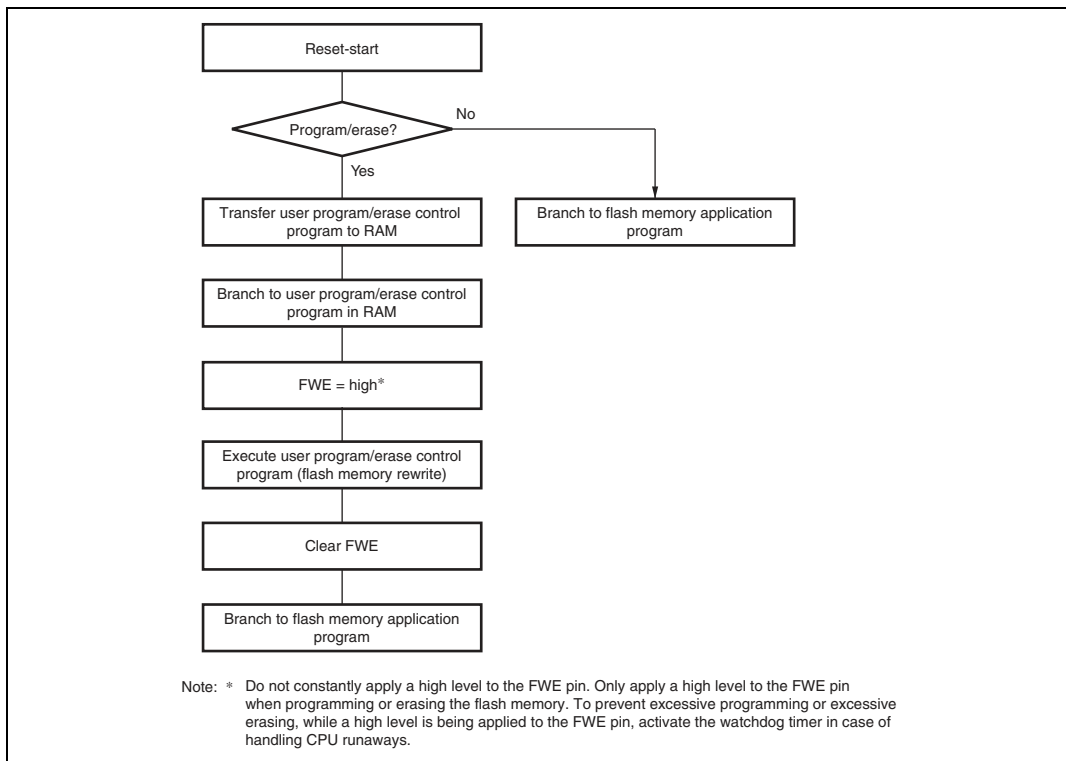 Reset-start
Program/erase?
No
Yes
Transfer user program/erase control
program to RAM
Branch to flash memory application
program
Branch to user program/erase control
program in RAM
FWE = high*
Execute user program/erase control
program (flash memory rewrite)
Clear FWE
Branch to flash memory application
program
Note: * Do not constantly apply a high level to the FWE pin. Only apply a high level to the FWE pin
when programming or erasing the flash memory. To prevent excessive programming or excessive
erasing, while a high level is being applied to the FWE pin, activate the watchdog timer in case of
handling CPU runaways.